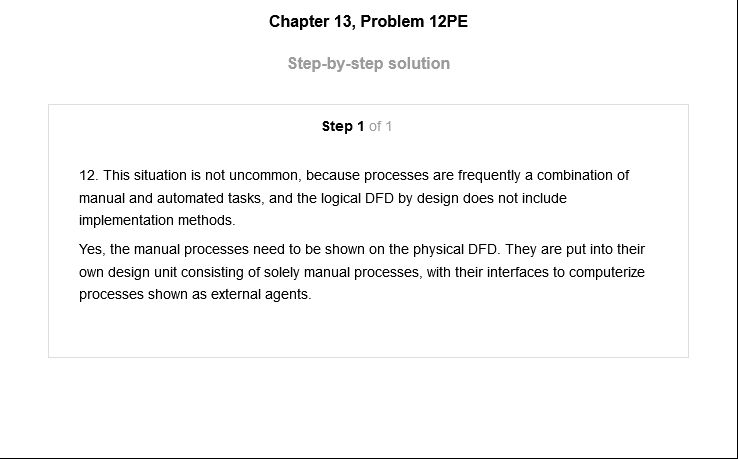 Chapter 13, Problem 12PE
Step-by-step solution
Step 1 of 1
12. This situation is not uncommon, because processes are frequently a combination of
manual and automated tasks, and the logical DFD by design does not include
implementation methods.
Yes, the manual processes need to be shown on the physical DFD. They are put into their
own design unit consisting of solely manual processes, with their interfaces to computerize
processes shown as external agents.